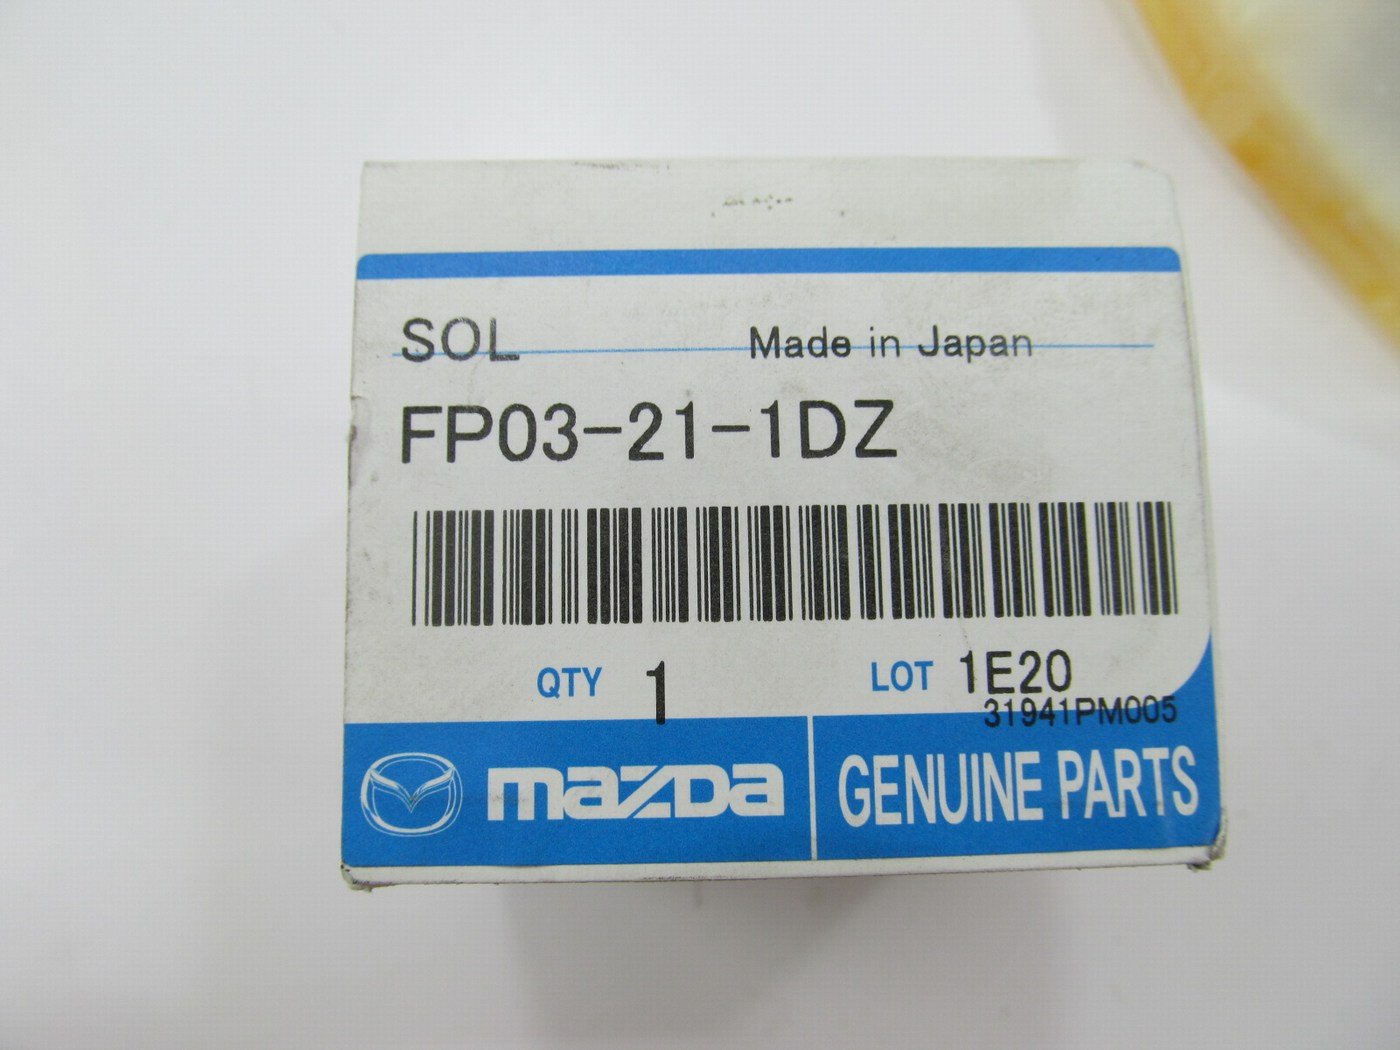 SOL Made in Japan
FP03-21-1DZ
QTY 1 LOT 1E20
31941PM005
mazda GENUINE PARTS